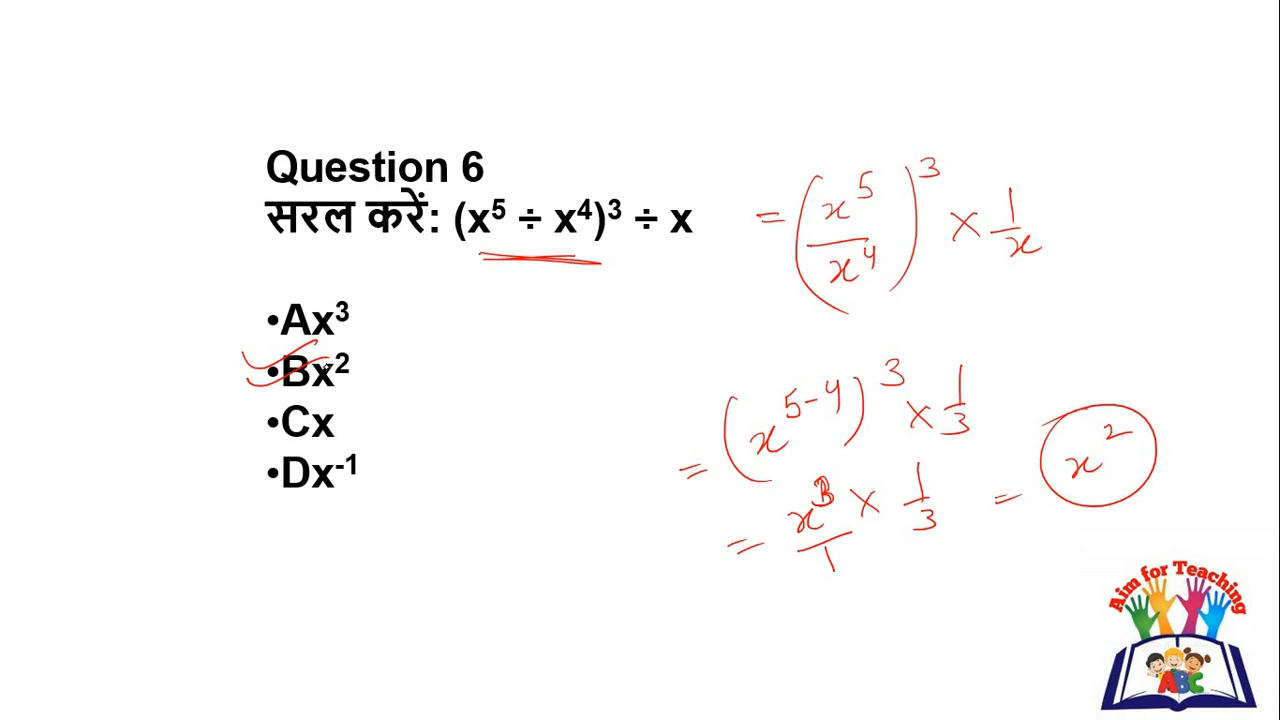 Question 6
सरल करें: (x⁵ ÷ x⁴)³ ÷ x
•Ax³
•Bx²
•Cx
•Dx⁻¹
= (x⁵/x⁴)³ × 1/x
= (x⁵⁻⁴)³ × 1/3
= x³/1 × 1/3 = x²
Aim for Teaching
ABC